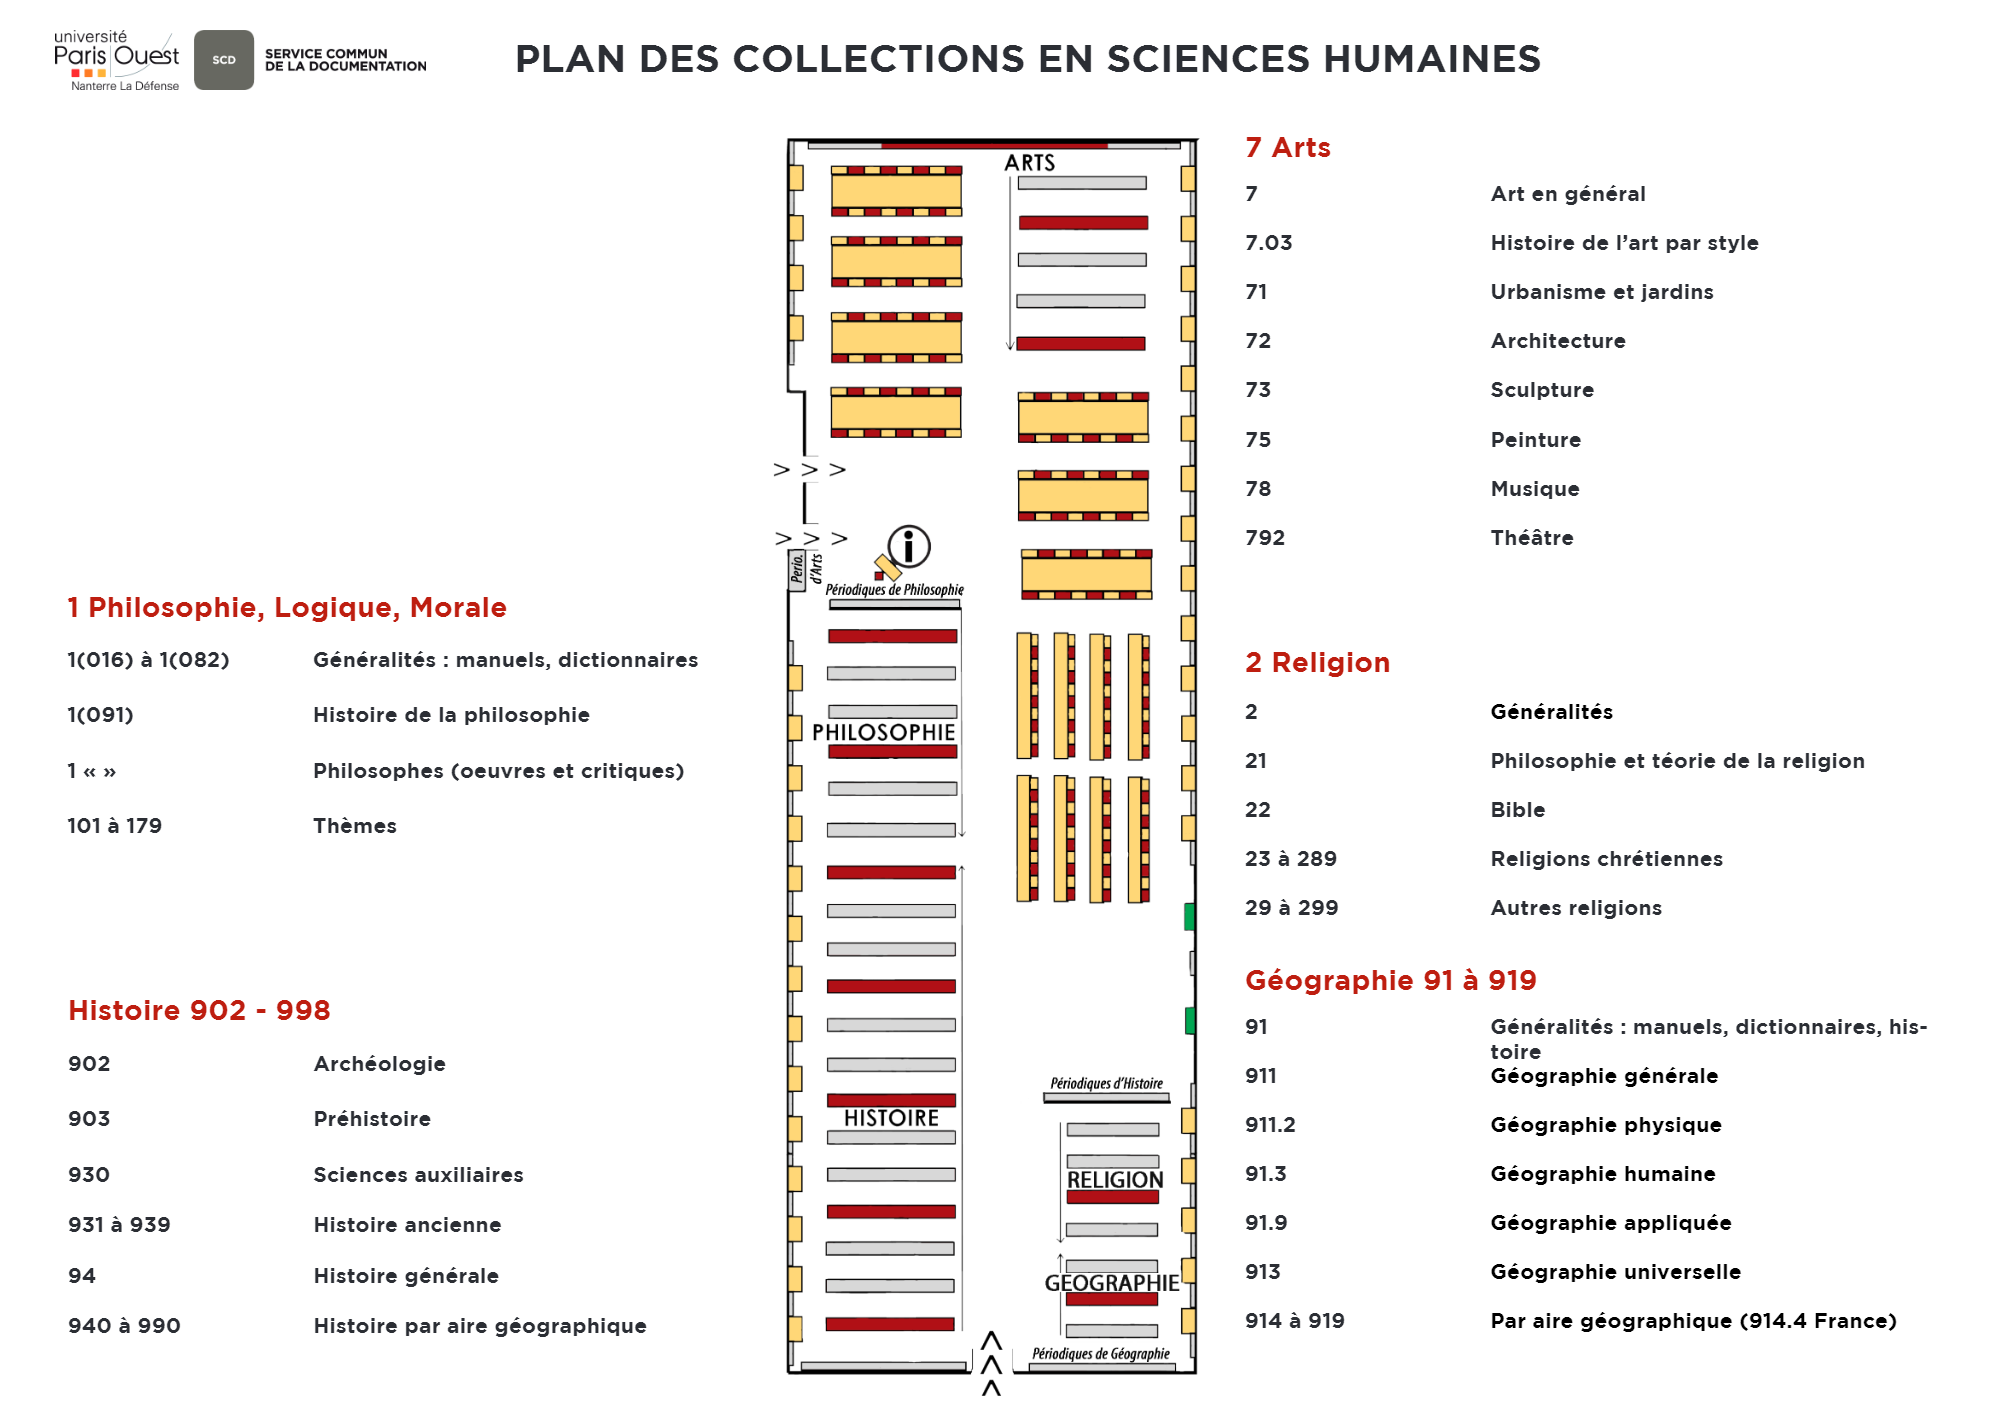 université
Paris Ouest
Nanterre La Défense
SCD
SERVICE COMMUN
DE LA DOCUMENTATION
PLAN DES COLLECTIONS EN SCIENCES HUMAINES
1 Philosophie, Logique, Morale
1(016) à 1(082) Généralités : manuels, dictionnaires
1(091) Histoire de la philosophie
1 « » Philosophes (oeuvres et critiques)
101 à 179 Thèmes
Histoire 902 - 998
902 Archéologie
903 Préhistoire
930 Sciences auxiliaires
931 à 939 Histoire ancienne
94 Histoire générale
940 à 990 Histoire par aire géographique
ARTS
> > >
> > >
i
Perio.
d'Arts
Périodiques de Philosophie
PHILOSOPHIE
HISTOIRE
Périodiques d'Histoire
RELIGION
GEOGRAPHIE
Périodiques de Géographie
7 Arts
7 Art en général
7.03 Histoire de l’art par style
71 Urbanisme et jardins
72 Architecture
73 Sculpture
75 Peinture
78 Musique
792 Théâtre
2 Religion
2 Généralités
21 Philosophie et téorie de la religion
22 Bible
23 à 289 Religions chrétiennes
29 à 299 Autres religions
Géographie 91 à 919
91 Généralités : manuels, dictionnaires, his-
toire
911 Géographie générale
911.2 Géographie physique
91.3 Géographie humaine
91.9 Géographie appliquée
913 Géographie universelle
914 à 919 Par aire géographique (914.4 France)